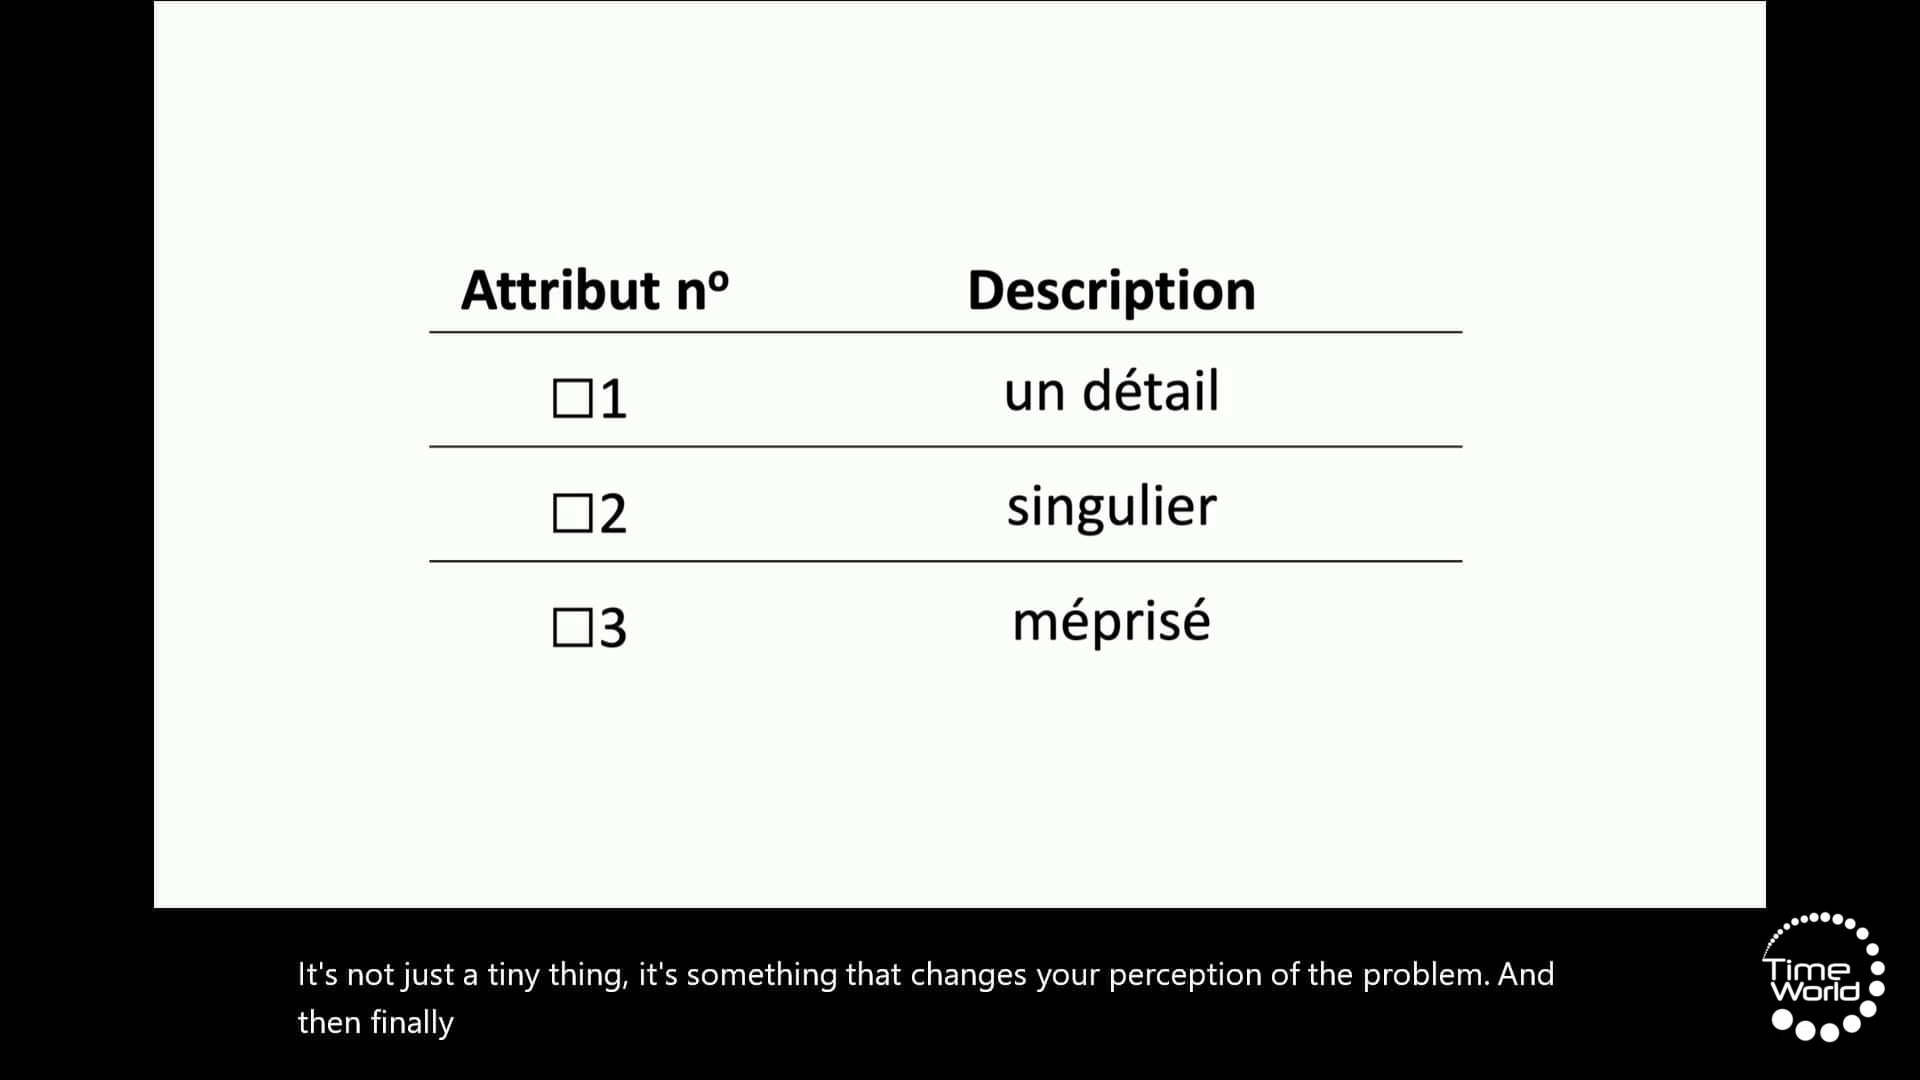 Attribut nº Description
☐1 un détail
☐2 singulier
☐3 méprisé
It's not just a tiny thing, it's something that changes your perception of the problem. And
then finally
Time
World